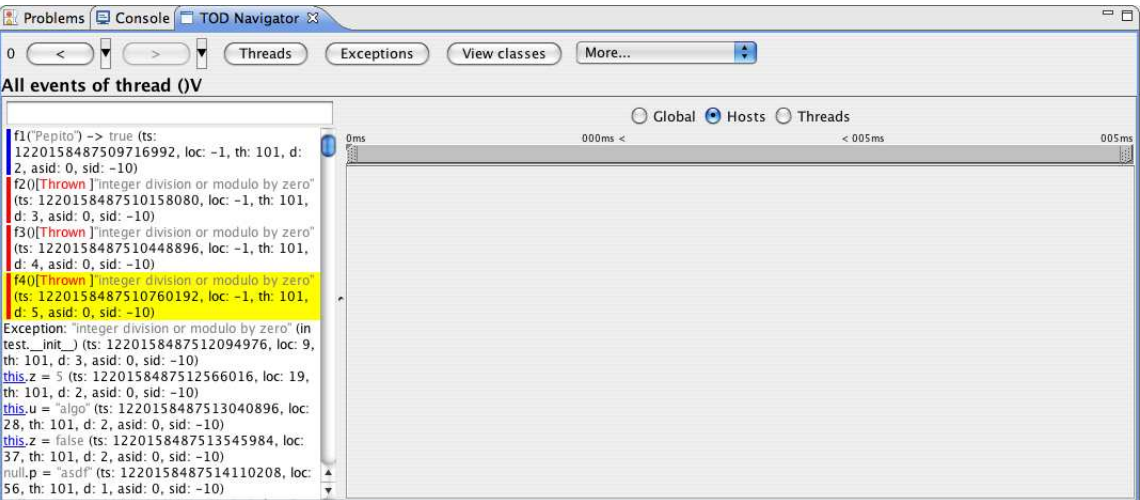 Problems Console TOD Navigator
0 < > Threads Exceptions View classes More...
All events of thread ()V
Global Hosts Threads
0ms 000ms < < 005ms 005ms
f1("Pepito") -> true (ts:
1220158487509716992, loc: -1, th: 101, d:
2, asid: 0, sid: -10)
f2()[Thrown ]"integer division or modulo by zero"
(ts: 1220158487510158080, loc: -1, th: 101,
d: 3, asid: 0, sid: -10)
f3()[Thrown ]"integer division or modulo by zero"
(ts: 1220158487510448896, loc: -1, th: 101,
d: 4, asid: 0, sid: -10)
f4()[Thrown ]"integer division or modulo by zero"
(ts: 1220158487510760192, loc: -1, th: 101,
d: 5, asid: 0, sid: -10)
Exception: "integer division or modulo by zero" (in
test.__init__) (ts: 1220158487512094976, loc: 9,
th: 101, d: 3, asid: 0, sid: -10)
this.z = 5 (ts: 1220158487512566016, loc: 19,
th: 101, d: 2, asid: 0, sid: -10)
this.u = "algo" (ts: 1220158487513040896, loc:
28, th: 101, d: 2, asid: 0, sid: -10)
this.z = false (ts: 1220158487513545984, loc:
37, th: 101, d: 2, asid: 0, sid: -10)
null.p = "asdf" (ts: 1220158487514110208, loc:
56, th: 101, d: 1, asid: 0, sid: -10)